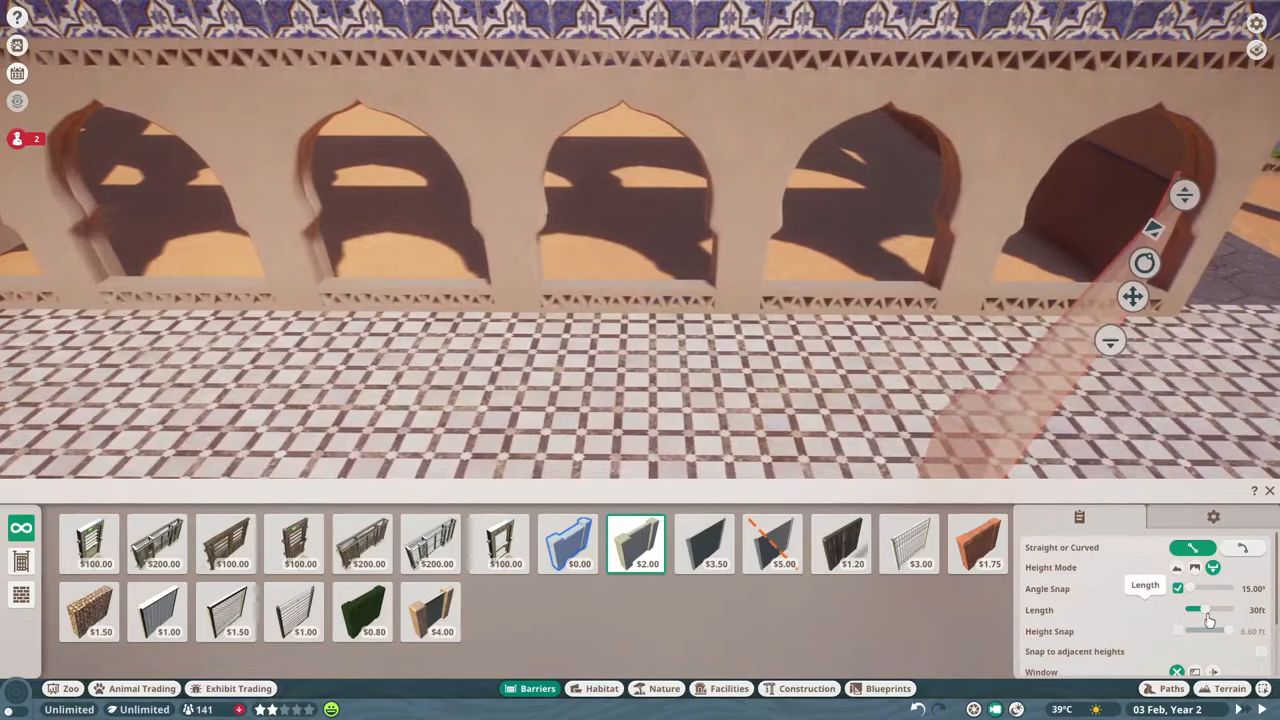 ?
2
? ×
$100.00 $200.00 $100.00 $100.00 $200.00 $200.00 $100.00 $0.00 $2.00 $3.50 $5.00 $1.20 $3.00 $1.75
$1.50 $1.00 $1.50 $1.00 $0.80 $4.00
Straight or Curved
Height Mode
Length
Angle Snap 15.00°
Length 30ft
Height Snap 6.60 ft
Snap to adjacent heights
Window
Zoo Animal Trading Exhibit Trading Barriers Habitat Nature Facilities Construction Blueprints Paths Terrain
Unlimited Unlimited 141 39°C 03 Feb, Year 2